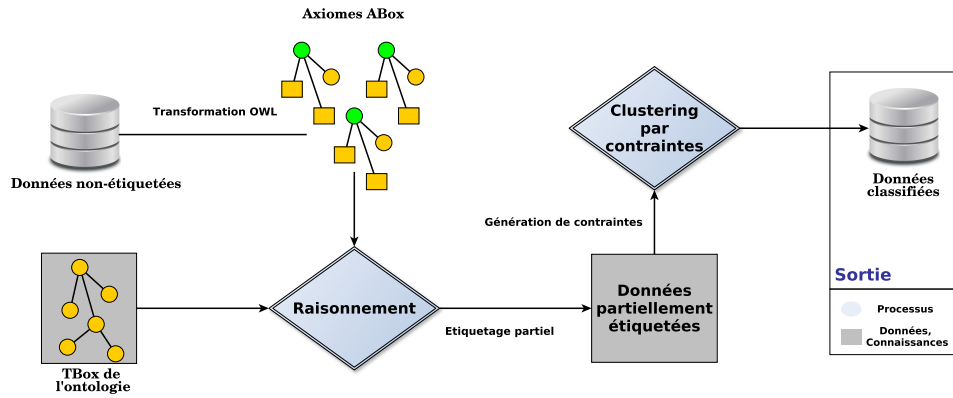 Axiomes ABox
Transformation OWL
Données non-étiquetées
Clustering
par
contraintes
Données
classifiées
Génération de contraintes
Sortie
Raisonnement
Données
partiellement
étiquetées
Etiquetage partiel
Processus
Données,
Connaissances
TBox de
l'ontologie